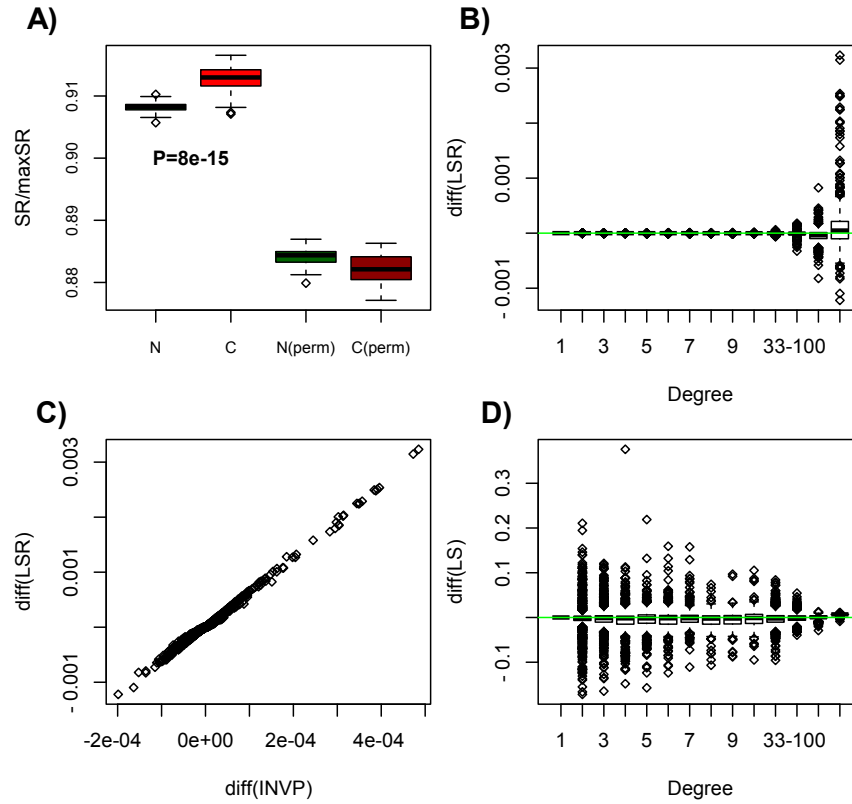 A)
SR/maxSR
0.91
0.90
0.89
0.88
P=8e-15
N
C
N(perm)
C(perm)
B)
diff(LSR)
0.003
0.001
-0.001
1
3
5
7
9
33-100
Degree
C)
diff(LSR)
0.003
0.001
-0.001
-2e-04
0e+00
2e-04
4e-04
diff(INVP)
D)
diff(LS)
0.3
0.2
0.1
0.0
-0.1
1
3
5
7
9
33-100
Degree